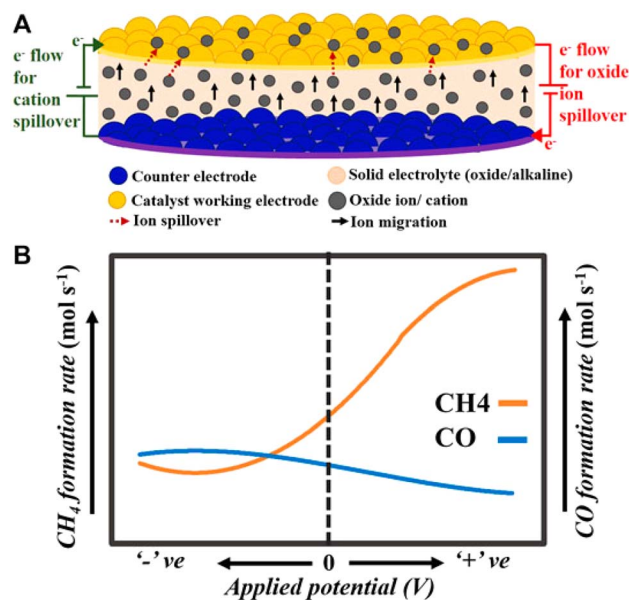 A
e-
e- flow
for
cation
spillover
e- flow
for oxide
ion
spillover
e-
Counter electrode
Solid electrolyte (oxide/alkaline)
Catalyst working electrode
Oxide ion/ cation
Ion spillover
Ion migration
B
CH4 formation rate (mol s-1)
CO formation rate (mol s-1)
CH4
CO
‘-’ ve
0
‘+’ ve
Applied potential (V)